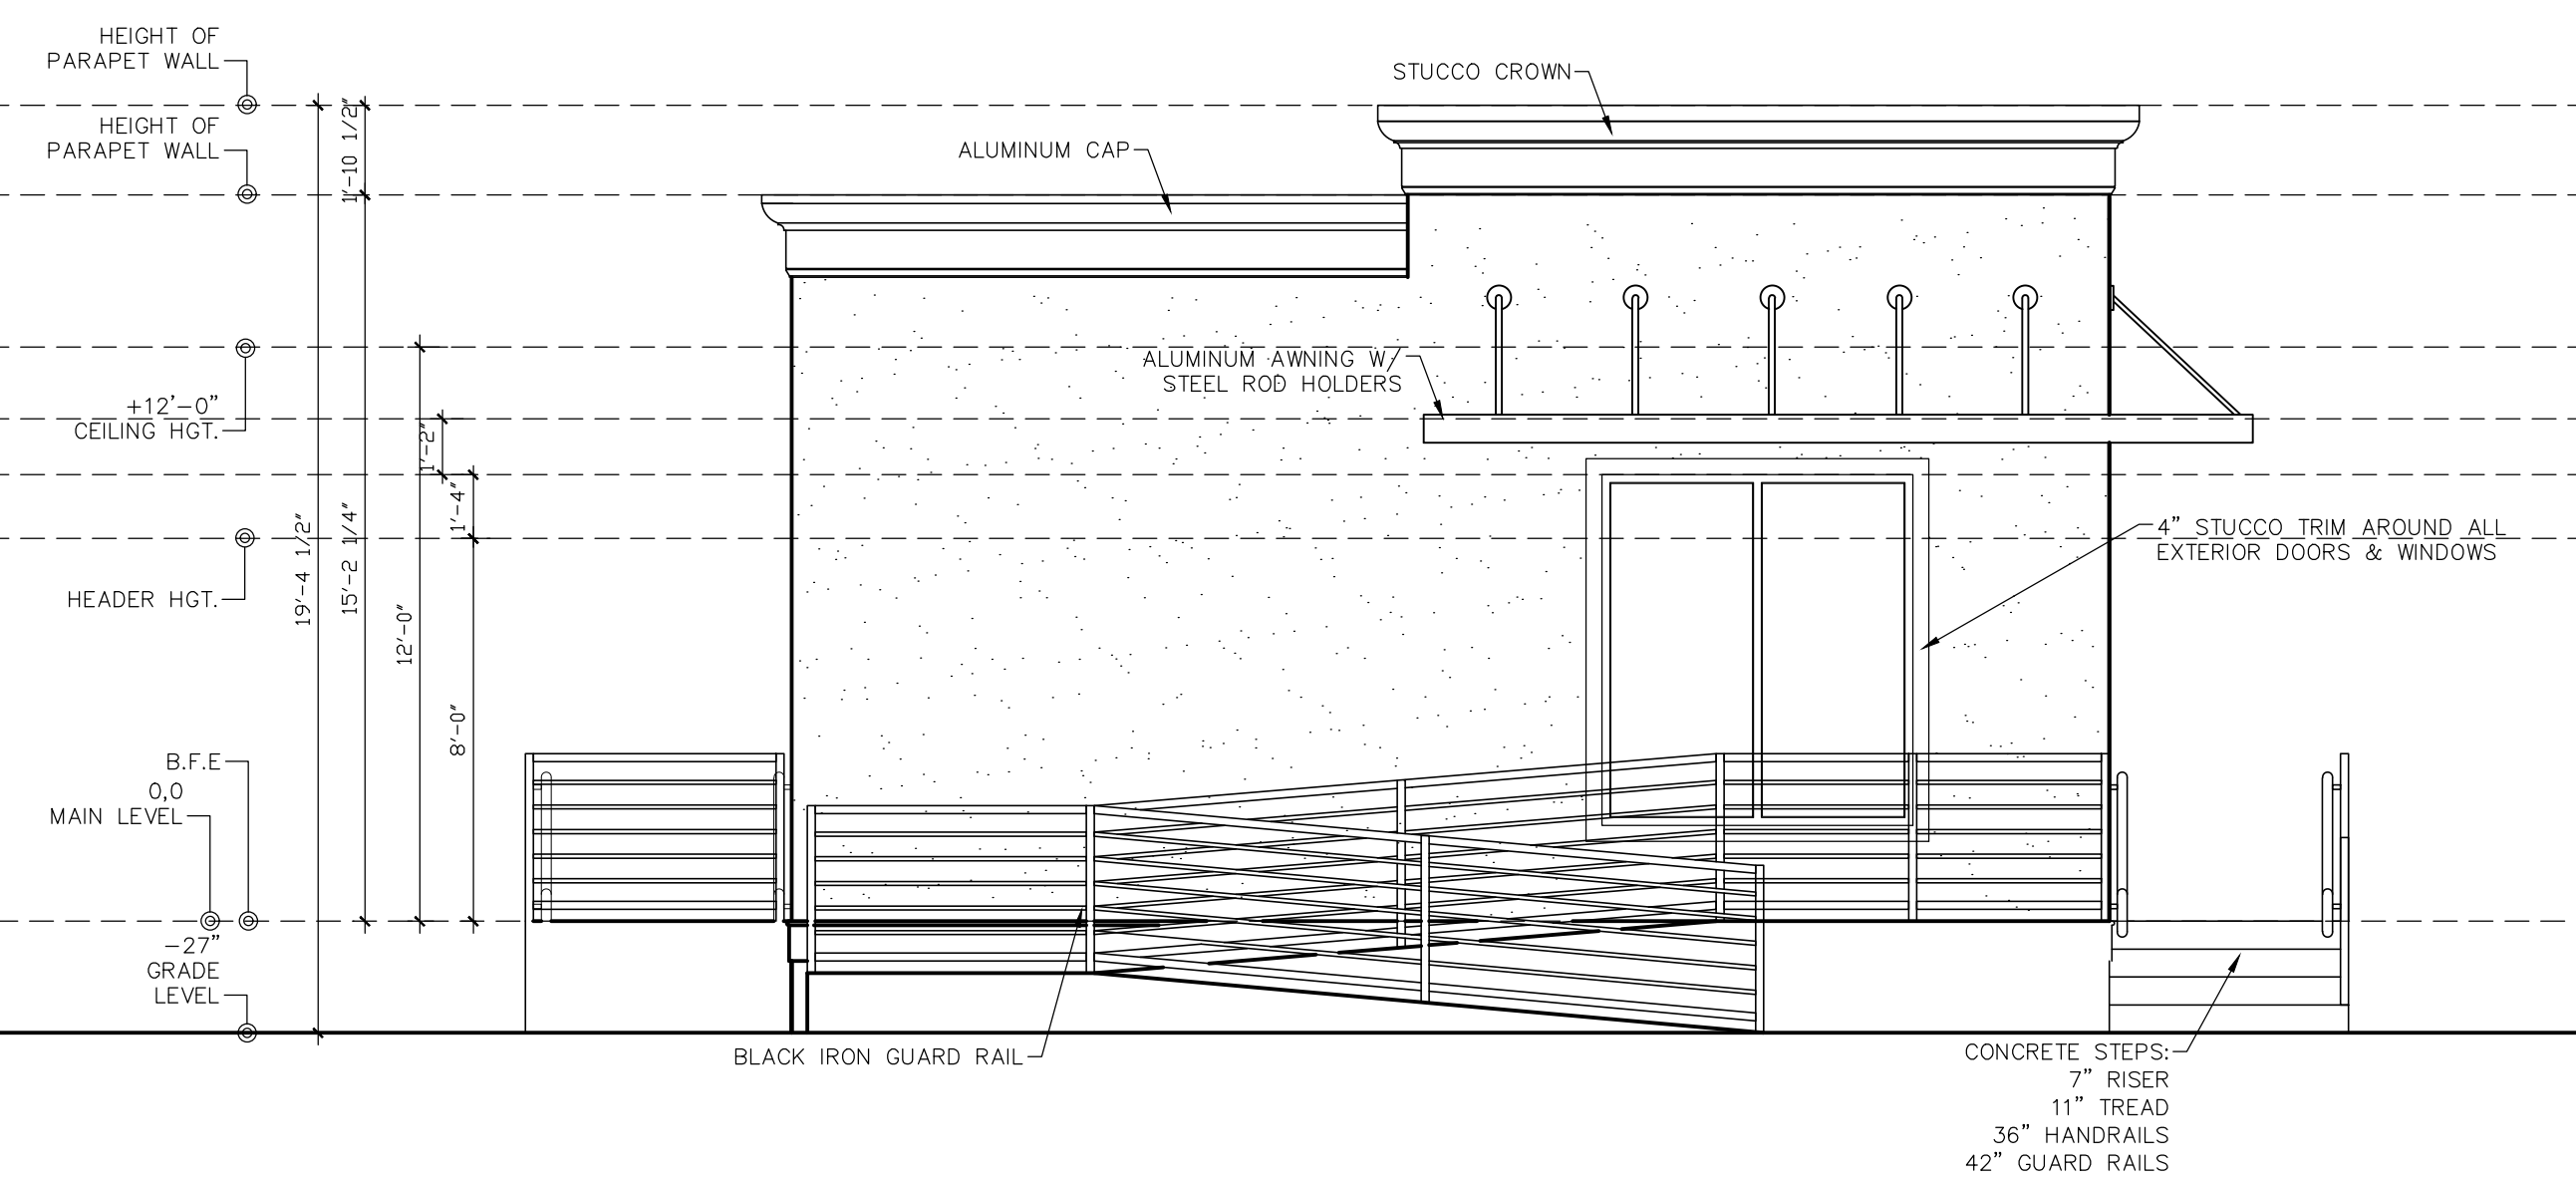 HEIGHT OF
PARAPET WALL
STUCCO CROWN
1'-10 1/2"
HEIGHT OF
PARAPET WALL
ALUMINUM CAP
ALUMINUM AWNING W/
STEEL ROD HOLDERS
+12'-0"
CEILING HGT.
1'-2"
1'-4"
4" STUCCO TRIM AROUND ALL
EXTERIOR DOORS & WINDOWS
19'-4 1/2"
15'-2 1/4"
HEADER HGT.
12'-0"
8'-0"
B.F.E
0,0
MAIN LEVEL
-27"
GRADE
LEVEL
BLACK IRON GUARD RAIL
CONCRETE STEPS:
7" RISER
11" TREAD
36" HANDRAILS
42" GUARD RAILS